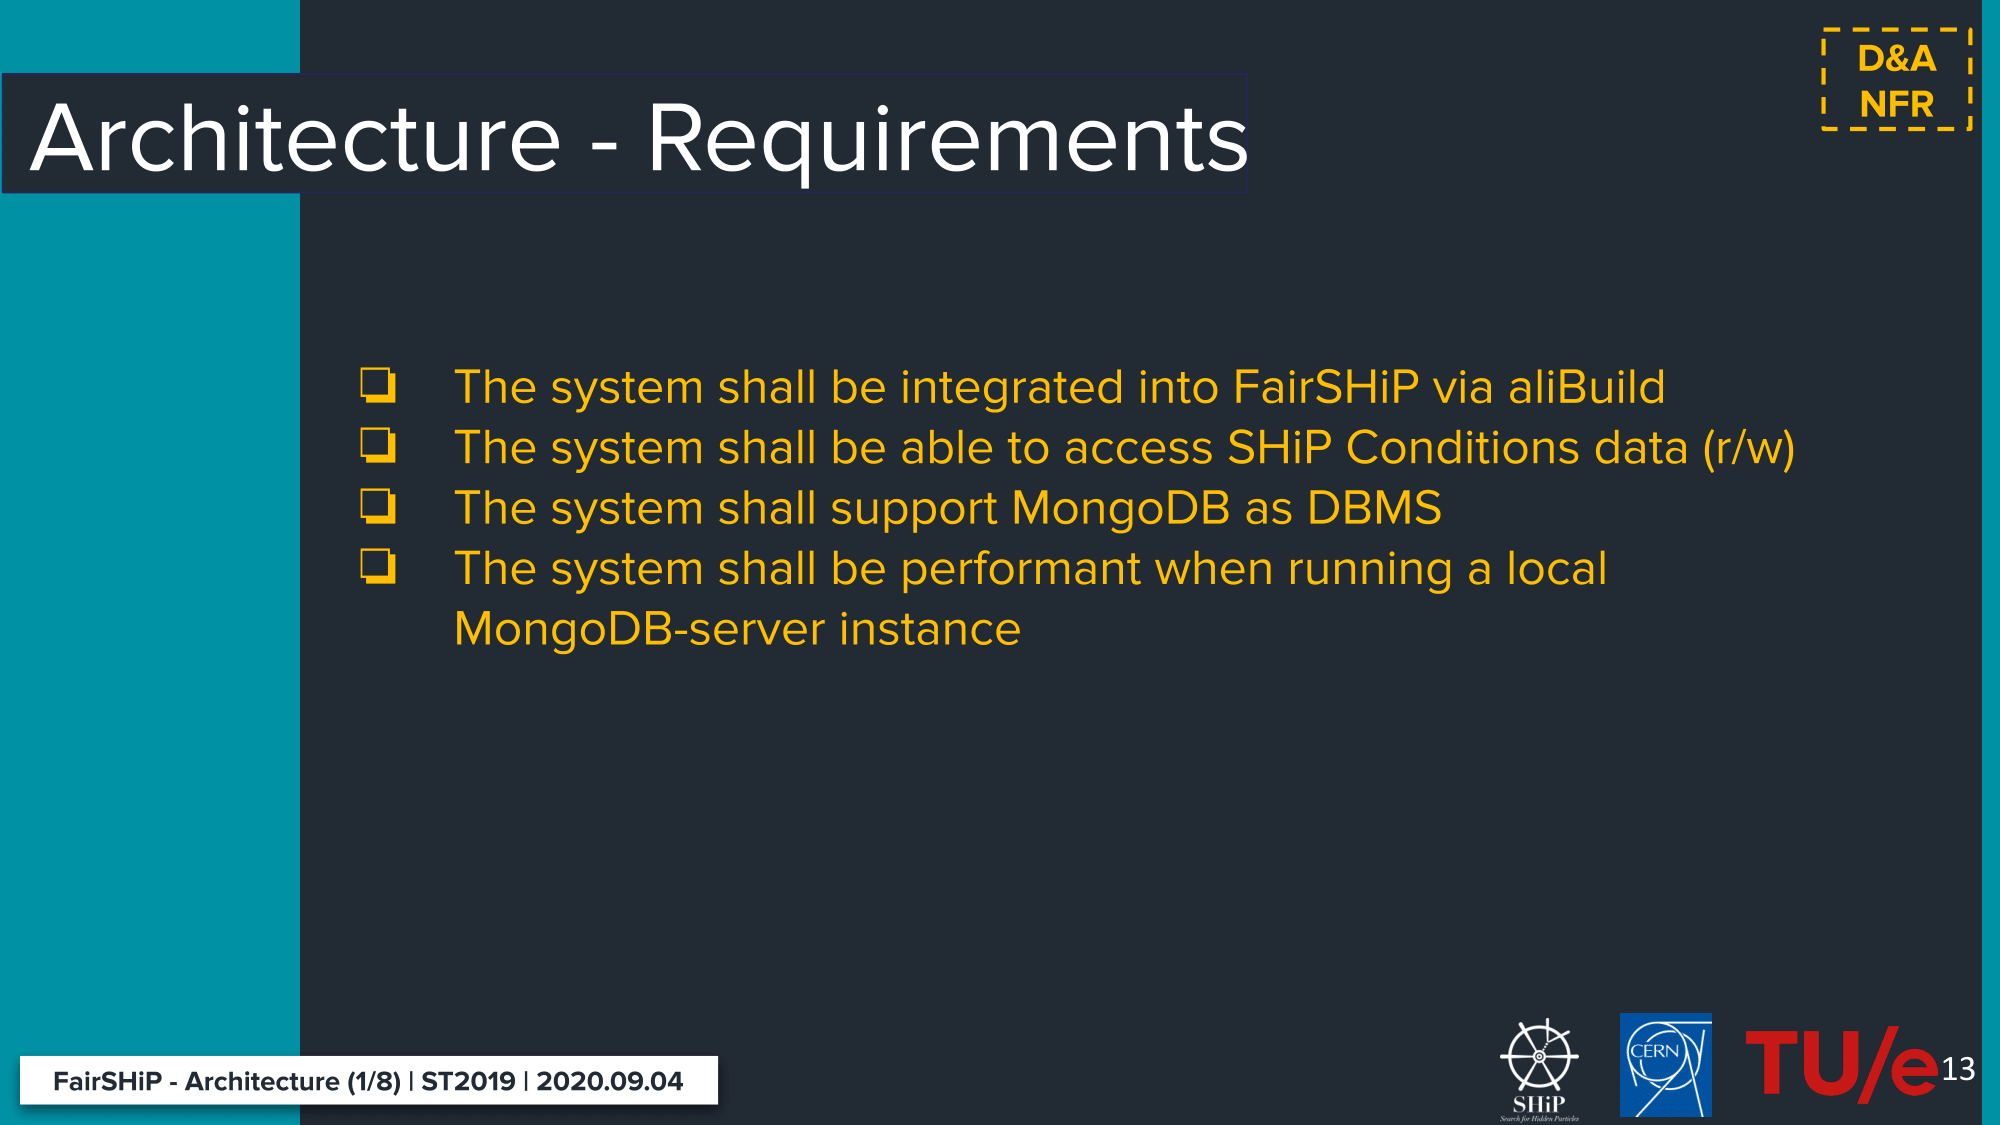 D&A
NFR
Architecture - Requirements
❏ The system shall be integrated into FairSHiP via aliBuild
❏ The system shall be able to access SHiP Conditions data (r/w)
❏ The system shall support MongoDB as DBMS
❏ The system shall be performant when running a local
MongoDB-server instance
FairSHiP - Architecture (1/8) | ST2019 | 2020.09.04
SHiP
Search for Hidden Particles
CERN
TU/e
13